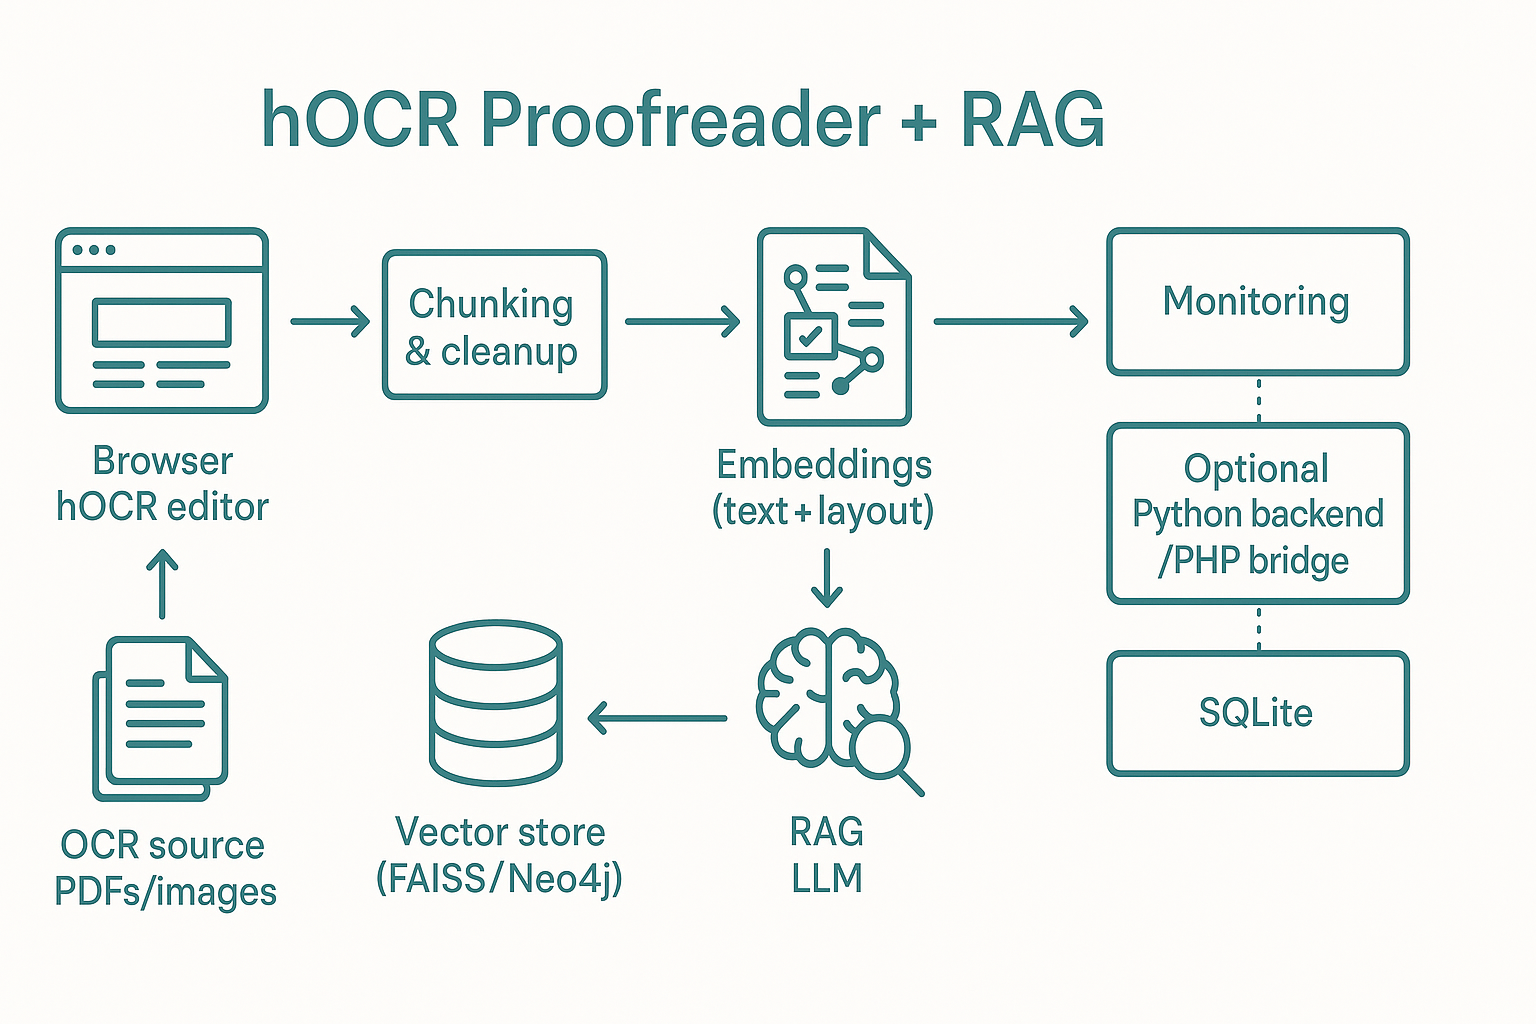 hOCR Proofreader + RAG
Chunking
& cleanup
Monitoring
Browser
hOCR editor
Embeddings
(text+layout)
Optional
Python backend
/PHP bridge
SQLite
OCR source
PDFs/images
Vector store
(FAISS/Neo4j)
RAG
LLM